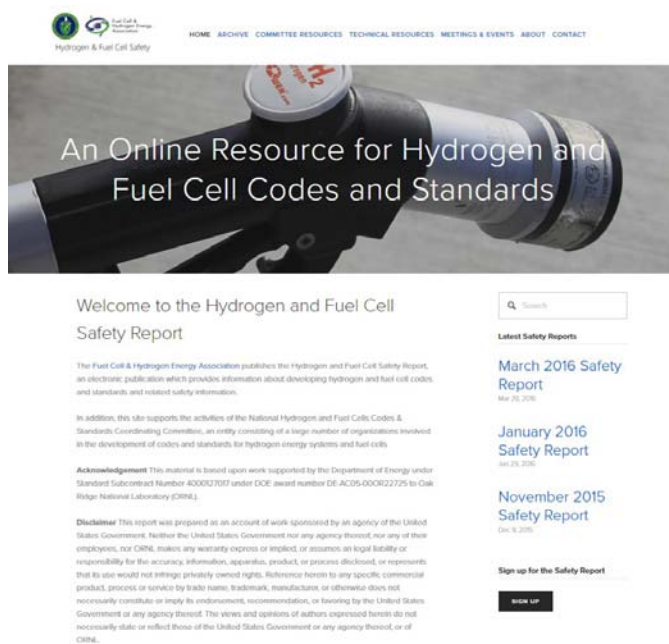 Fuel Cell &
Hydrogen Energy
Association
Hydrogen & Fuel Cell Safety
HOME ARCHIVE COMMITTEE RESOURCES TECHNICAL RESOURCES MEETINGS & EVENTS ABOUT CONTACT
H2
An Online Resource for Hydrogen and
Fuel Cell Codes and Standards
Welcome to the Hydrogen and Fuel Cell
Safety Report
The Fuel Cell & Hydrogen Energy Association publishes the Hydrogen and Fuel Cell Safety Report,
an electronic publication which provides information about developing hydrogen and fuel cell codes
and standards and related safety information.
In addition, this site supports the activities of the National Hydrogen and Fuel Cells Codes &
Standards Coordinating Committee, an entity consisting of a large number of organizations involved
in the development of codes and standards for hydrogen energy systems and fuel cells
Acknowledgement This material is based upon work supported by the Department of Energy under
Standard Subcontract Number 4000127017 under DOE award number DE-AC05-00OR22725 to Oak
Ridge National Laboratory (ORNL).
Disclaimer This report was prepared as an account of work sponsored by an agency of the United
States Government. Neither the United States Government nor any agency thereof, nor any of their
employees, nor ORNL makes any warranty express or implied, or assumes an legal liability or
responsibility for the accuracy, information, apparatus, product, or process disclosed, or represents
that its use would not infringe privately owned rights. Reference herein to any specific commercial
product, process or service by trade name, trademark, manufacturer, or otherwise does not
necessarily constitute or imply its endorsement, recommendation, or favoring by the United States
Government or any agency thereof. The views and opinions of authors expressed herein do not
necessarily state or reflect those of the United States Government or any agency thereof, or of
ORNL.
Search
Latest Safety Reports
March 2016 Safety
Report
January 2016
Safety Report
Jan 29, 2016
November 2015
Safety Report
Dec 9, 2015
Sign up for the Safety Report
SIGN UP